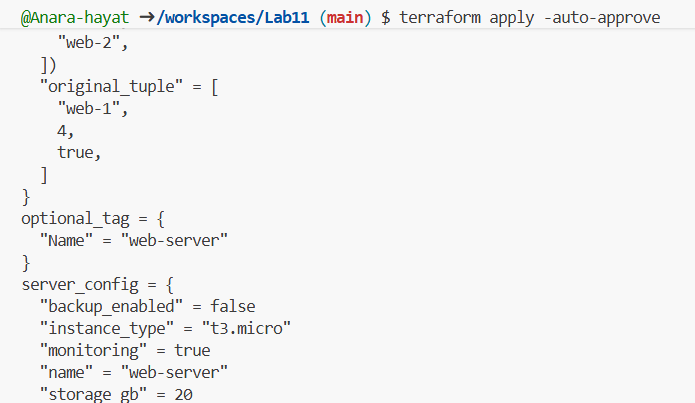 @Anara-hayat ➜/workspaces/Lab11 (main) $ terraform apply -auto-approve
    "web-2",
  ])
  "original_tuple" = [
    "web-1",
    4,
    true,
  ]
}
optional_tag = {
  "Name" = "web-server"
}
server_config = {
  "backup_enabled" = false
  "instance_type" = "t3.micro"
  "monitoring" = true
  "name" = "web-server"
  "storage_gb" = 20